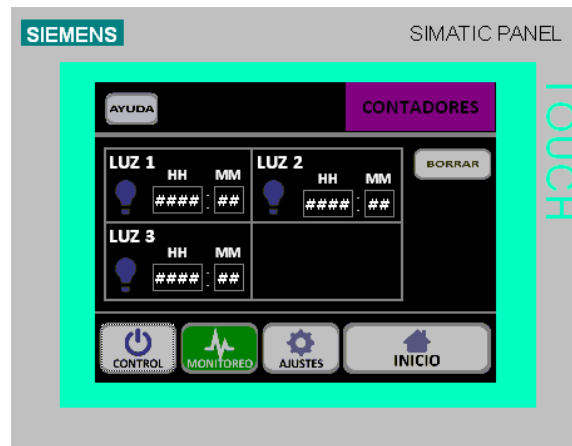 SIEMENS
SIMATIC PANEL
TOUCH
AYUDA
CONTADORES
LUZ 1
HH MM
####:##
LUZ 2
HH MM
####:##
BORRAR
LUZ 3
HH MM
####:##
CONTROL
MONITOREO
AJUSTES
INICIO